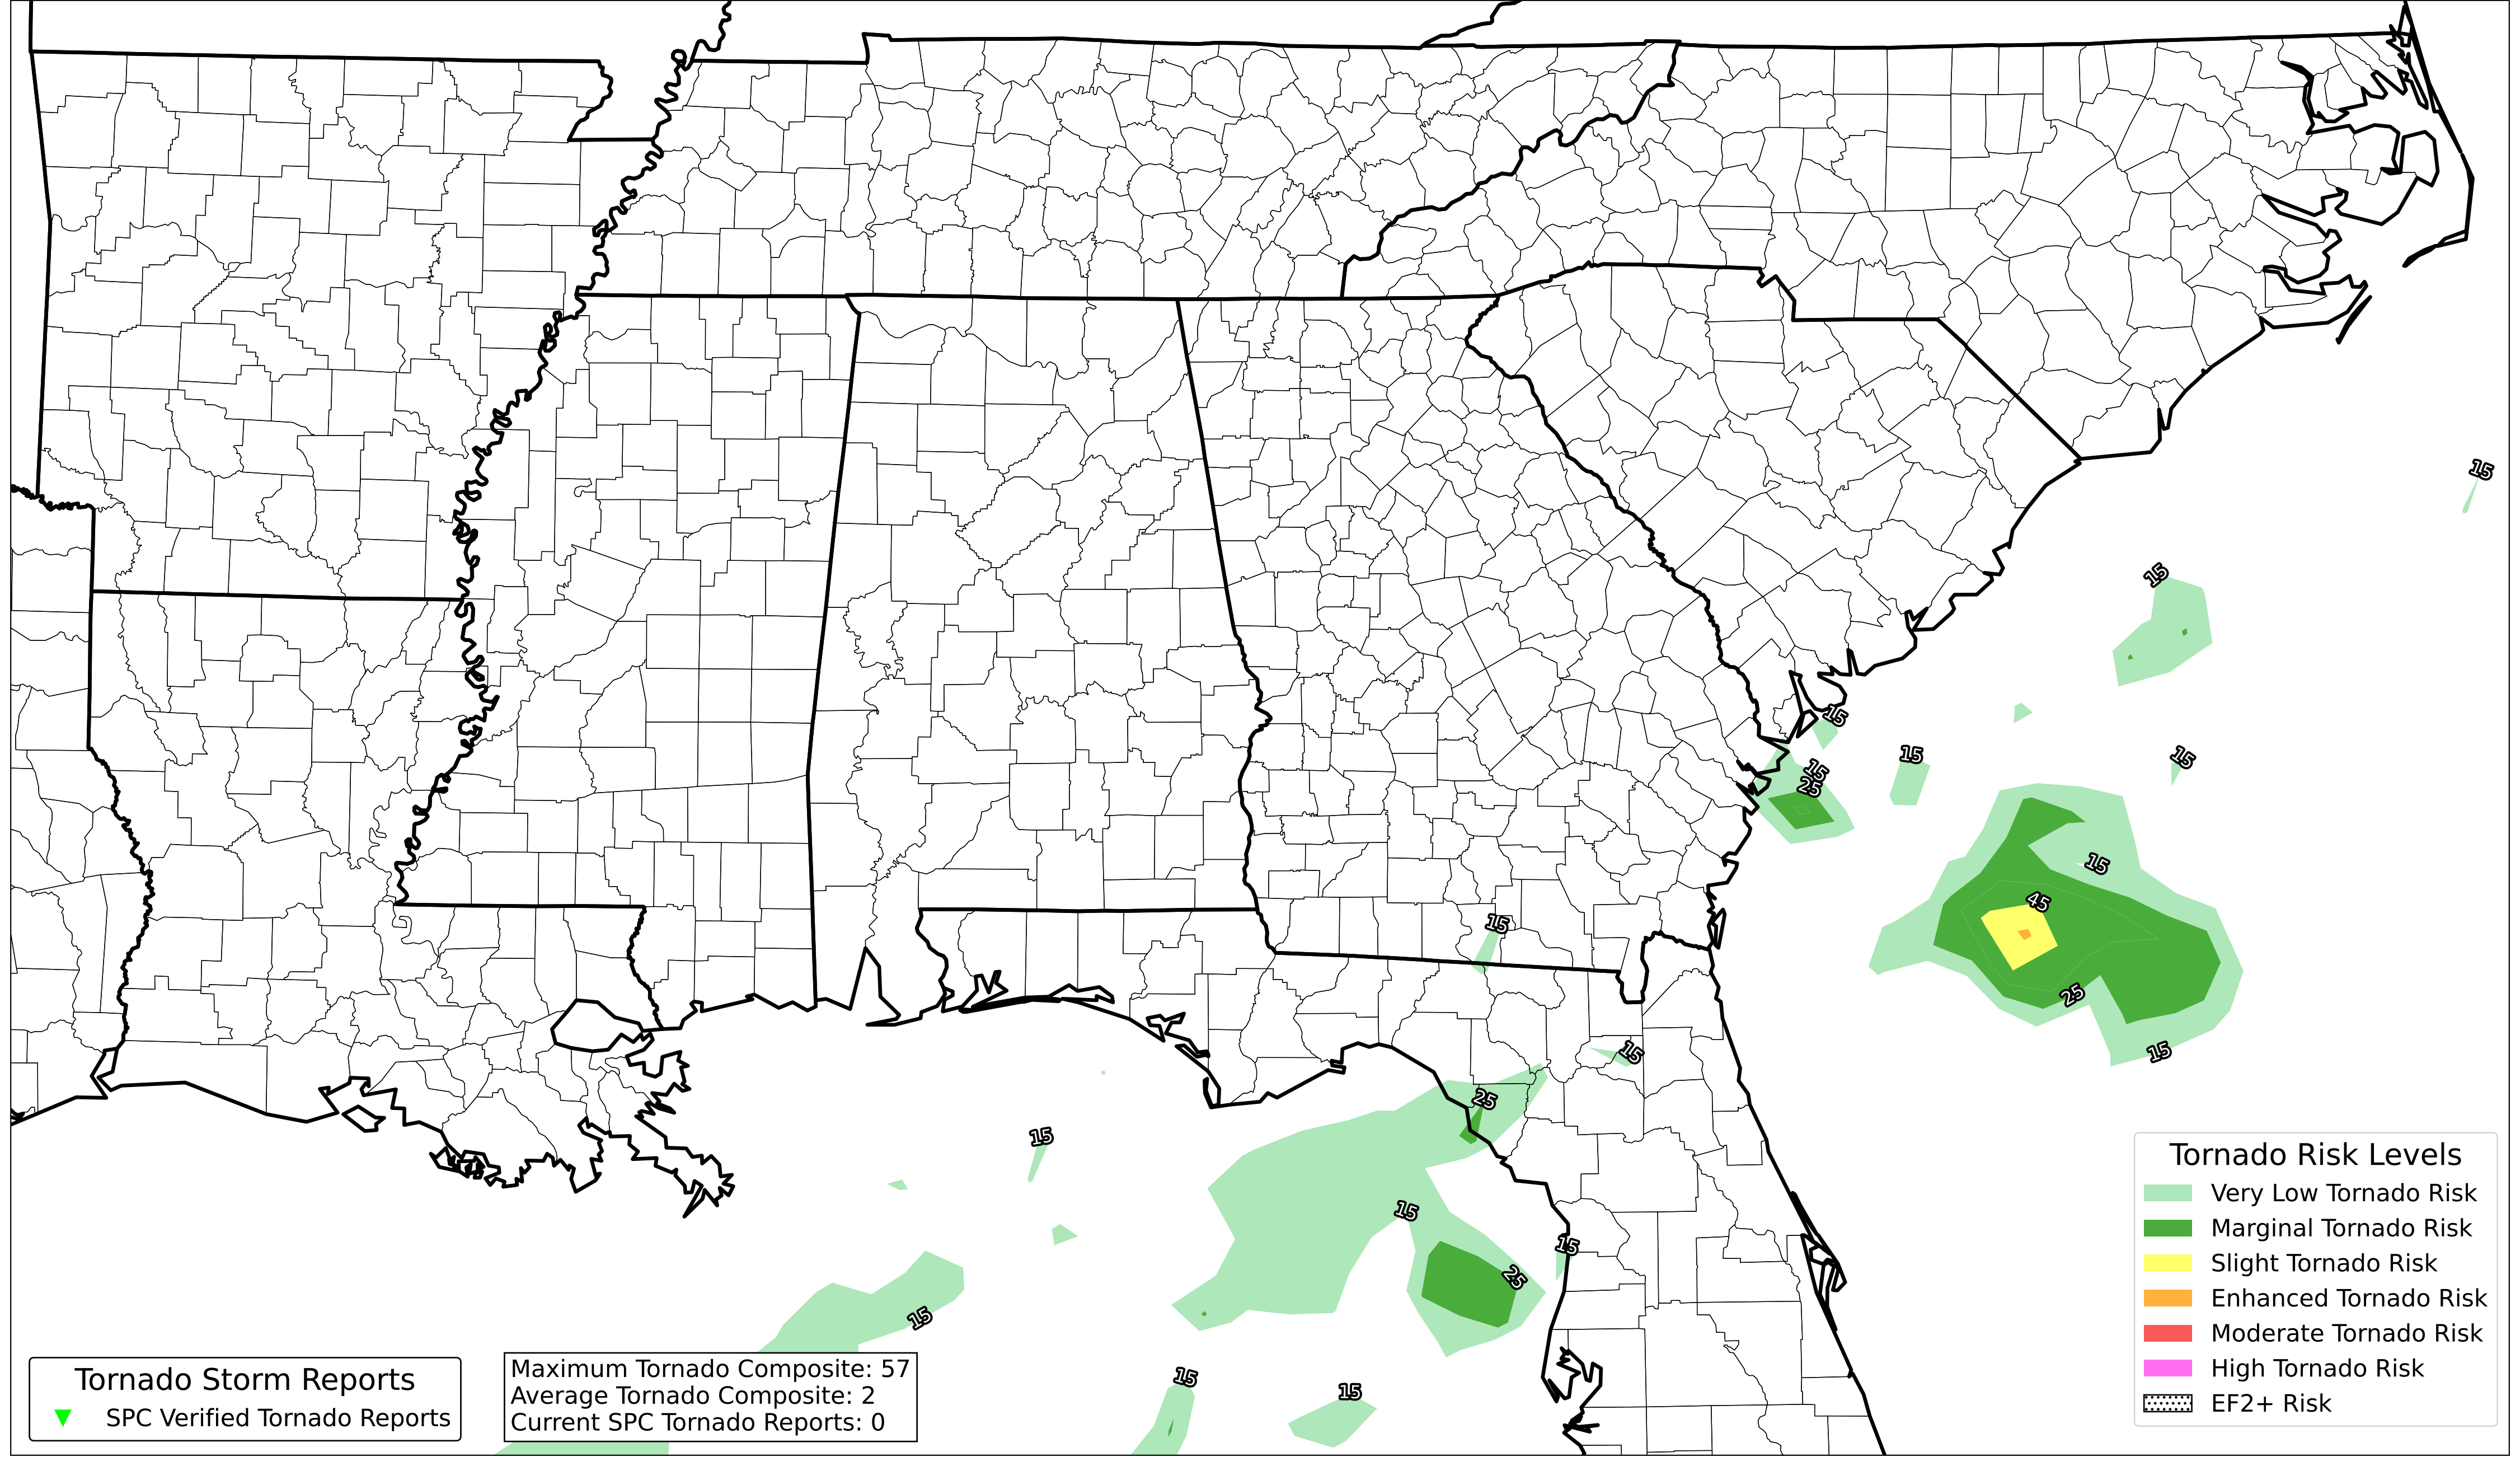 15
15
15
15
15
15
25
15
45
15
25
15
15
25
15
15
15
25
15
15
15
Tornado Risk Levels
Very Low Tornado Risk
Marginal Tornado Risk
Slight Tornado Risk
Enhanced Tornado Risk
Moderate Tornado Risk
High Tornado Risk
EF2+ Risk
Tornado Storm Reports
SPC Verified Tornado Reports
Maximum Tornado Composite: 57
Average Tornado Composite: 2
Current SPC Tornado Reports: 0